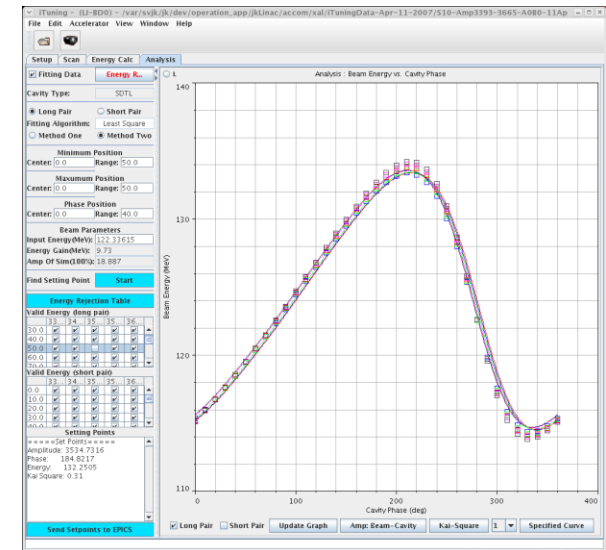 ITuning - (LI-BD0) - /var/svjk/jk/dev/operation_app/jkLinac/accom/xal/iTuningData-Apr-11-2007/S10-Amp3393-3665-A0B0-11Ap
File Edit Accelerator View Window Help
Setup Scan Energy Calc Analysis
Fitting Data Energy R...
Cavity Type: SDTL
Long Pair Short Pair
Fitting Algorithm: Least Square
Method One Method Two
Minimum Position
Center: 0.0 Range: 50.0
Maxumum Position
Center: 0.0 Range: 50.0
Phase Position
Center: 0.0 Range: 40.0
Beam Parameters
Input Energy(MeV): 122.33615
Energy Gain(MeV): 9.73
Amp Of Sim(100%): 18.887
Find Setting Point Start
Energy Rejection Table
Valid Energy (long pair)
33... 34... 35... 35... 36...
30.0
40.0
50.0
60.0
70.0
Valid Energy (short pair)
33... 34... 35... 35... 36...
0.0
10.0
20.0
30.0
40.0
Setting Points
=====Set Points=====
Amplitude: 3534.7316
Phase: 184.8217
Energy: 132.2505
Kai Square: 0.31
Send Setpoints to EPICS
L
Analysis : Beam Energy vs. Cavity Phase
140
130
120
110
Beam Energy (MeV)
0 100 200 300 400
Cavity Phase (deg)
Long Pair Short Pair Update Graph Amp: Beam-Cavity Kai-Square 1 Specified Curve